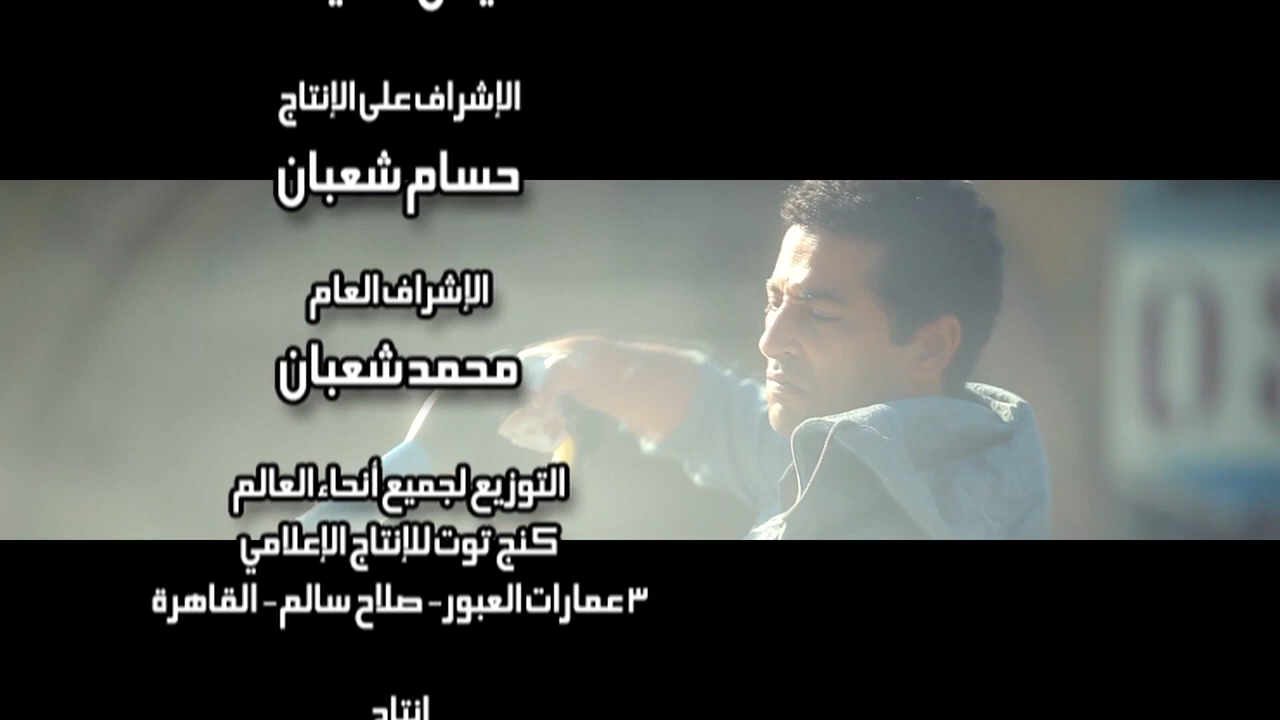 الإشراف على الإنتاج
حسام شعبان
الإشراف العام
محمد شعبان
التوزيع لجميع أنحاء العالم
كنج توت للإنتاج الإعلامي
٣ عمارات العبور - صلاح سالم - القاهرة
إنتاج